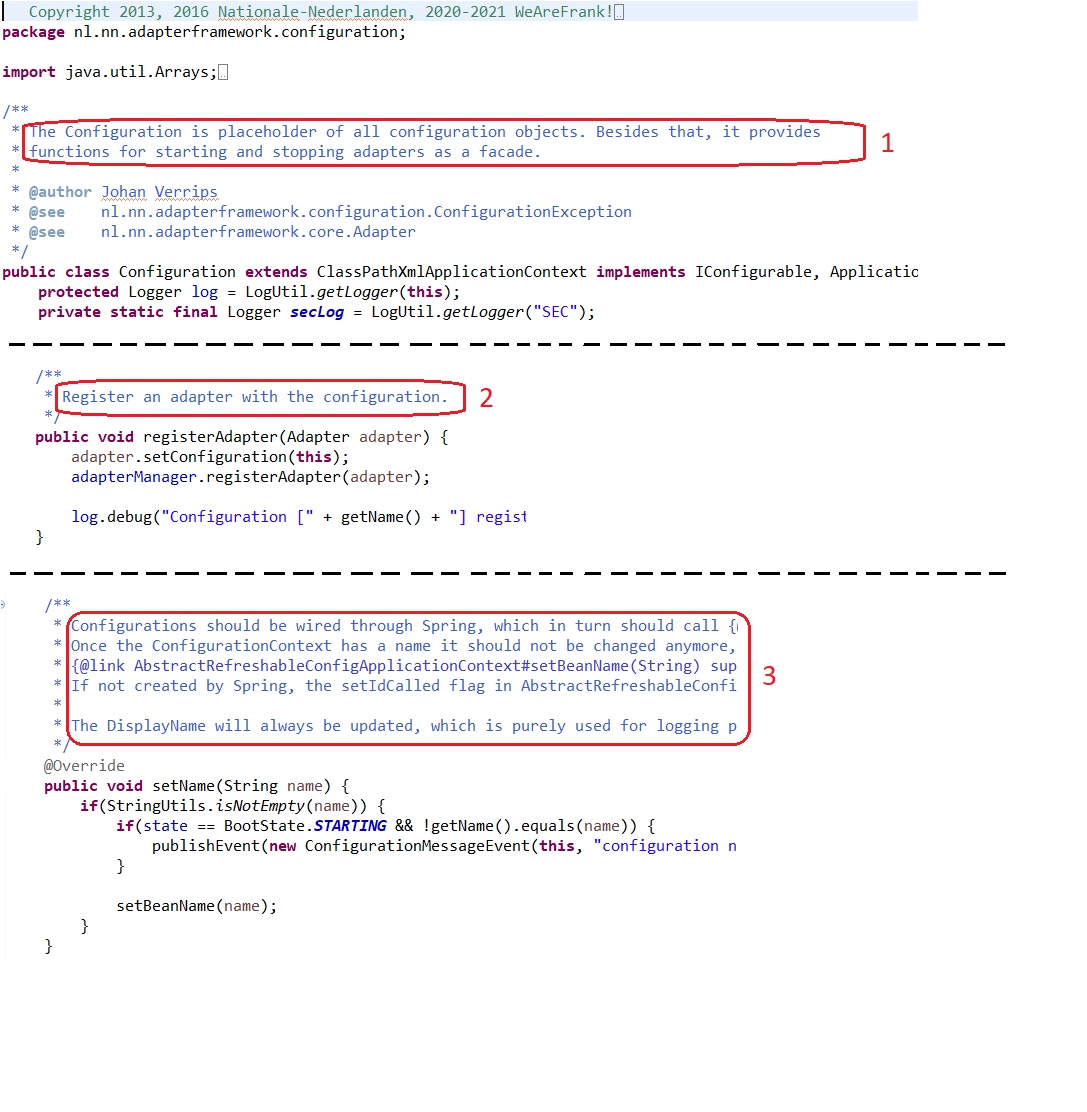 Copyright 2013, 2016 Nationale-Nederlanden, 2020-2021 WeAreFrank!
package nl.nn.adapterframework.configuration;
import java.util.Arrays;
/**
* The Configuration is placeholder of all configuration objects. Besides that, it provides
* functions for starting and stopping adapters as a facade.
*
* @author Johan Verrips
* @see nl.nn.adapterframework.configuration.ConfigurationException
* @see nl.nn.adapterframework.core.Adapter
*/
1
public class Configuration extends ClassPathXmlApplicationContext implements IConfigurable, Applicatio
protected Logger log = LogUtil.getLogger(this);
private static final Logger secLog = LogUtil.getLogger("SEC");
/**
* Register an adapter with the configuration.
*/
2
public void registerAdapter(Adapter adapter) {
adapter.setConfiguration(this);
adapterManager.registerAdapter(adapter);
log.debug("Configuration [" + getName() + "] regist
}
/**
* Configurations should be wired through Spring, which in turn should call {
* Once the ConfigurationContext has a name it should not be changed anymore,
* {@link AbstractRefreshableConfigApplicationContext#setBeanName(String) sup
* If not created by Spring, the setIdCalled flag in AbstractRefreshableConfi
*
* The DisplayName will always be updated, which is purely used for logging p
*/
3
@Override
public void setName(String name) {
if(StringUtils.isNotEmpty(name)) {
if(state == BootState.STARTING && !getName().equals(name)) {
publishEvent(new ConfigurationMessageEvent(this, "configuration n
}
setBeanName(name);
}
}